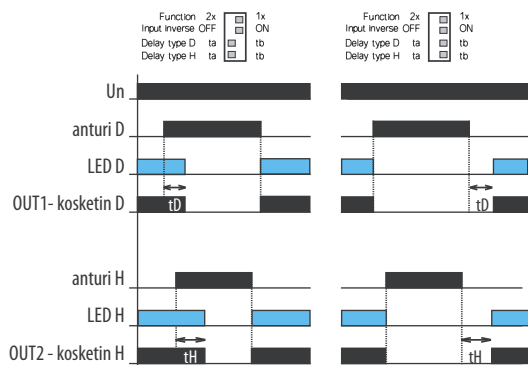 Function 2x 1x
Input inverse OFF ON
Delay type D ta tb
Delay type H ta tb
Function 2x 1x
Input inverse OFF ON
Delay type D ta tb
Delay type H ta tb
Un
anturi D
LED D
OUT1- kosketin D
tD
tD
anturi H
LED H
OUT2 - kosketin H
tH
tH